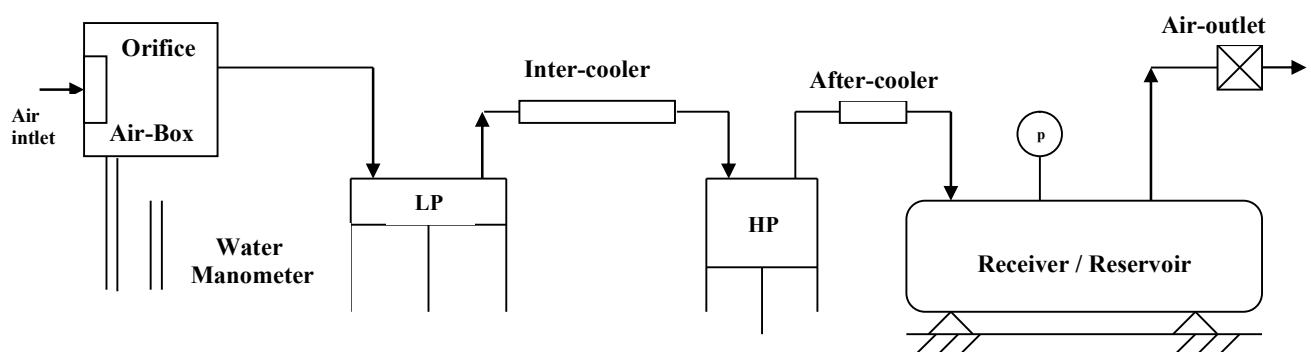 Orifice
Air
intlet
Air-Box
Water
Manometer
LP
Inter-cooler
HP
After-cooler
p
Air-outlet
Receiver / Reservoir